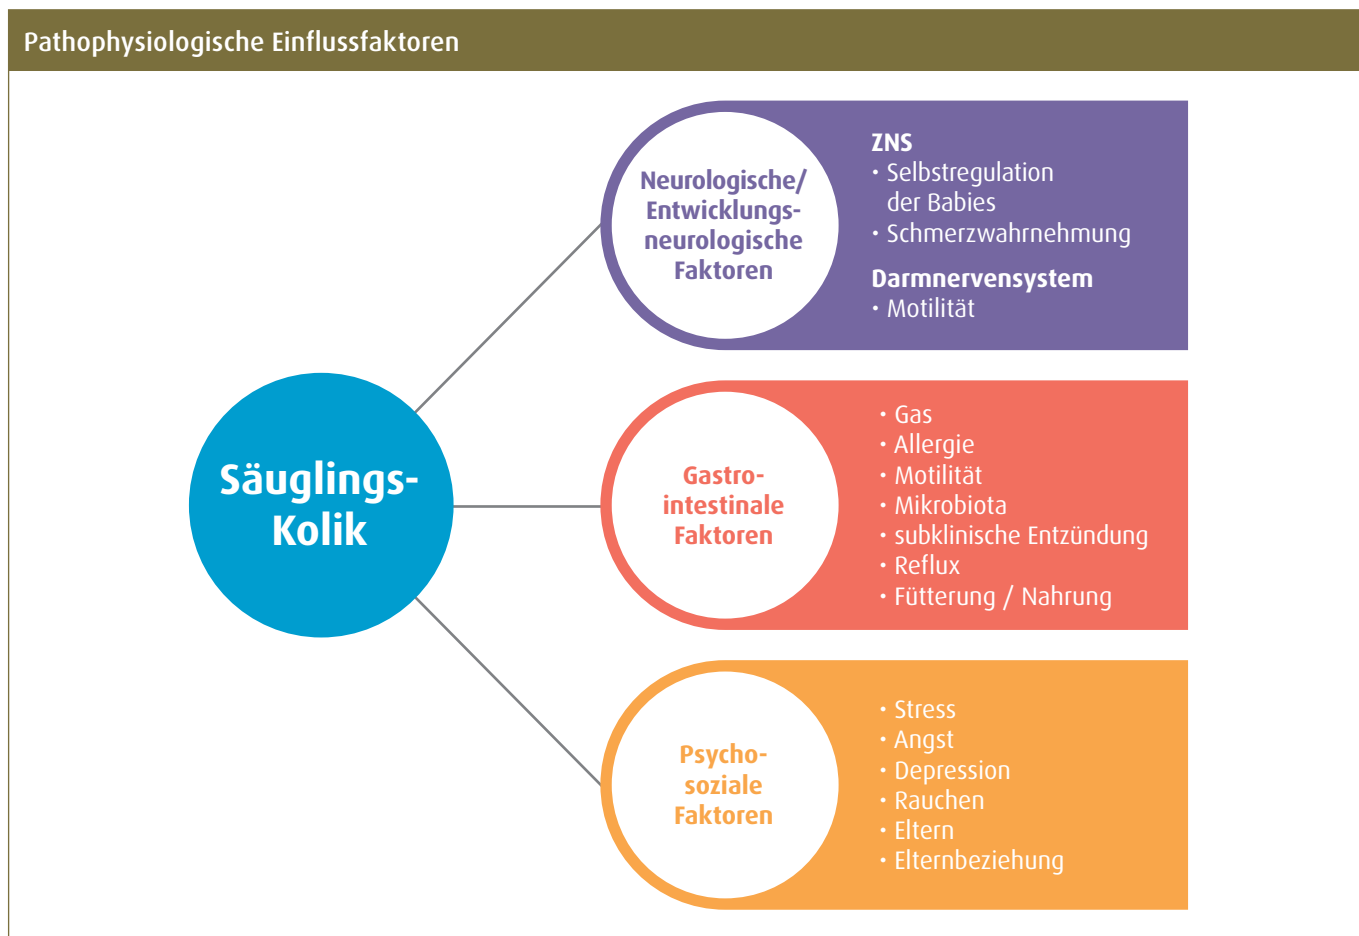 Pathophysiologische Einflussfaktoren
Säuglings-
Kolik
Neurologische/
Entwicklungs-
neurologische
Faktoren
ZNS
• Selbstregulation
der Babies
• Schmerzwahrnehmung
Darmnervensystem
• Motilität
Gastro-
intestinale
Faktoren
• Gas
• Allergie
• Motilität
• Mikrobiota
• subklinische Entzündung
• Reflux
• Fütterung / Nahrung
Psycho-
soziale
Faktoren
• Stress
• Angst
• Depression
• Rauchen
• Eltern
• Elternbeziehung